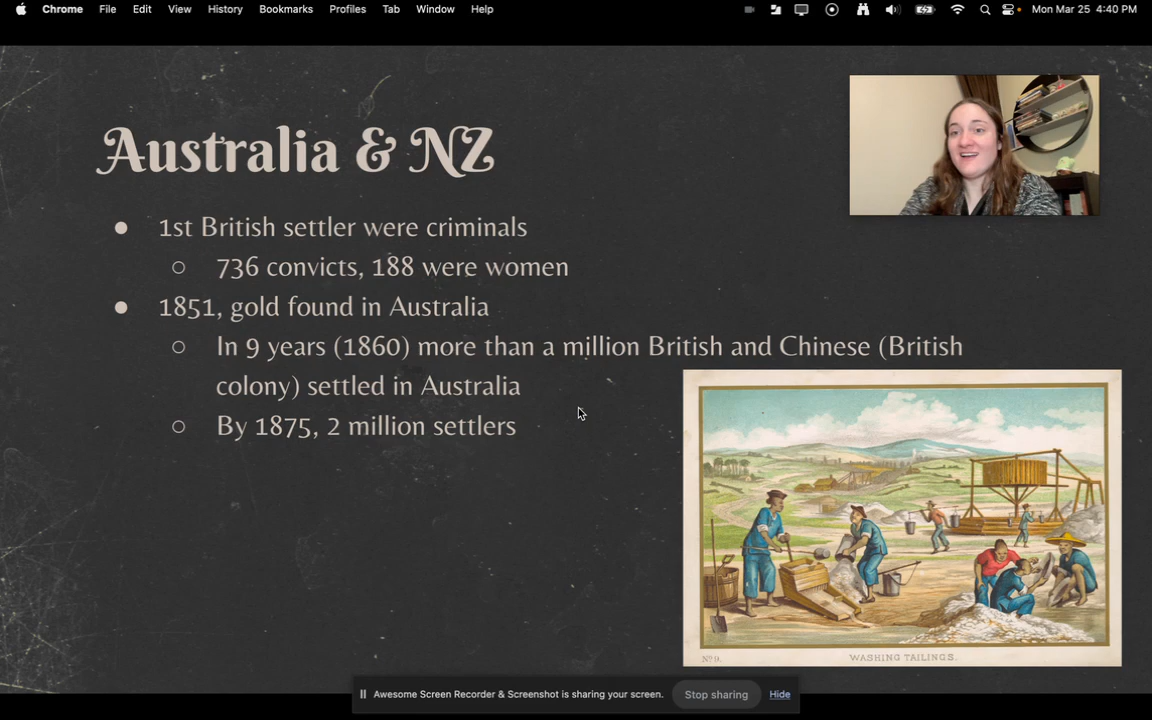 Chrome File Edit View History Bookmarks Profiles Tab Window Help Mon Mar 25 4:40 PM
Australia & NZ
1st British settler were criminals
736 convicts, 188 were women
1851, gold found in Australia
In 9 years (1860) more than a million British and Chinese (British
colony) settled in Australia
By 1875, 2 million settlers
Nº 9. WASHING TAILINGS.
Awesome Screen Recorder & Screenshot is sharing your screen. Stop sharing Hide